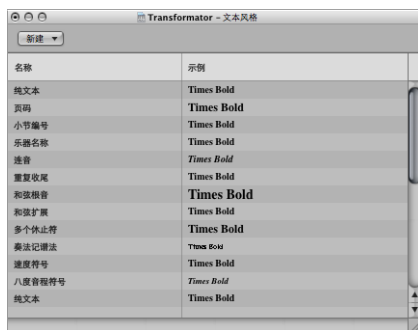 Transformator – 文本风格
新建
名称 示例
纯文本 Times Bold
页码 Times Bold
小节编号 Times Bold
乐器名称 Times Bold
连音 Times Bold
重复收尾 Times Bold
和弦根音 Times Bold
和弦扩展 Times Bold
多个休止符 Times Bold
奏法记谱法 Times Bold
速度符号 Times Bold
八度音程符号 Times Bold
纯文本 Times Bold